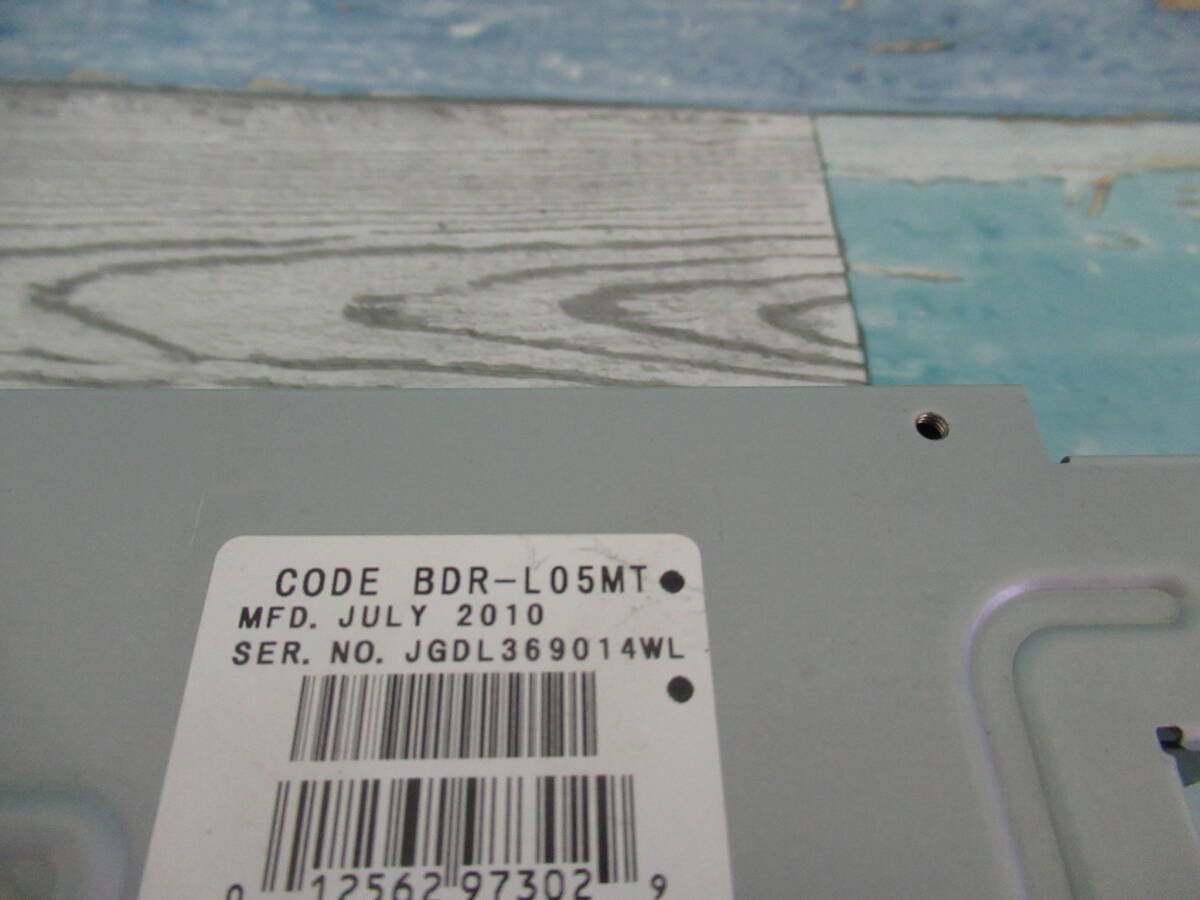 CODE BDR-L05MT
MFD. JULY 2010
SER. NO. JGDL369014WL
0 12562 97302 9